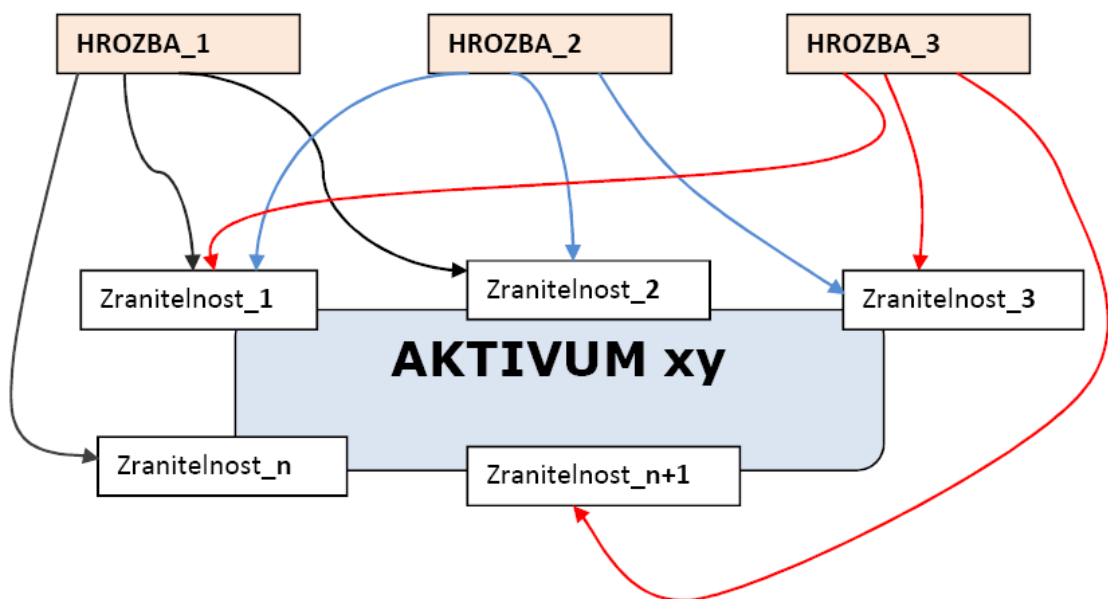 HROZBA_1
HROZBA_2
HROZBA_3
Zranitelnost_1
Zranitelnost_2
Zranitelnost_3
AKTIVUM xy
Zranitelnost_n
Zranitelnost_n+1